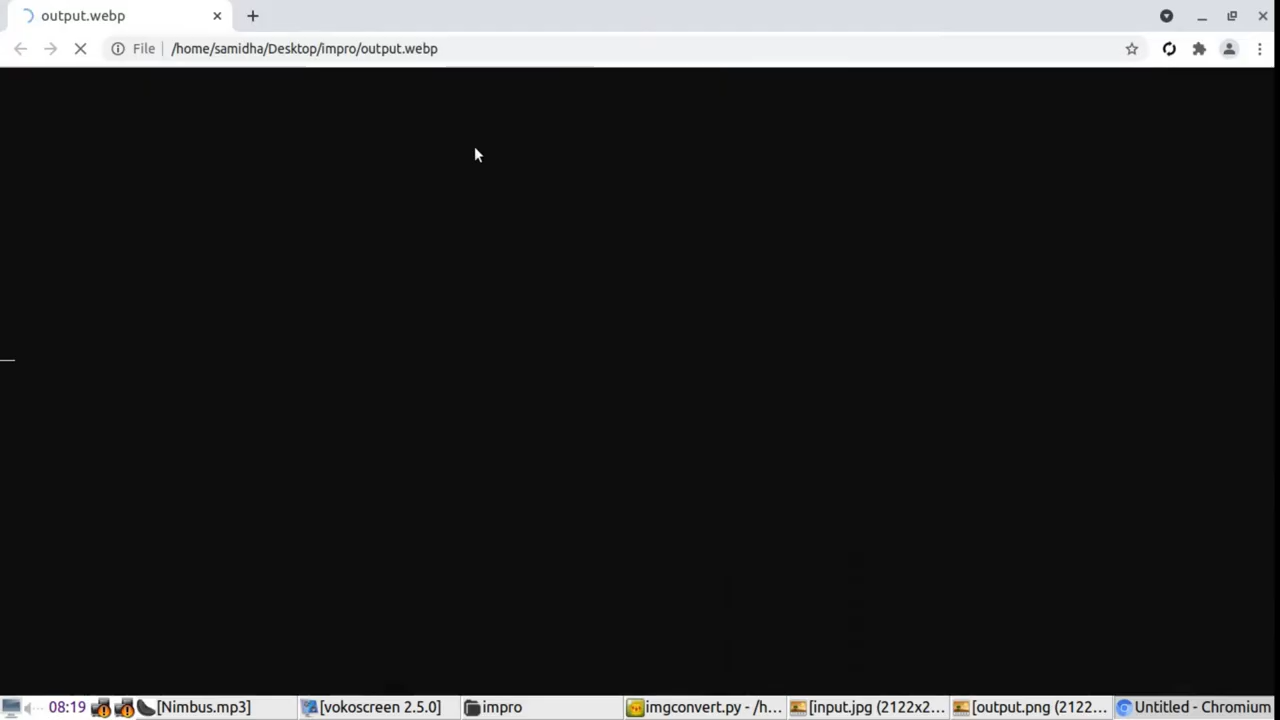 output.webp
File /home/samidha/Desktop/impro/output.webp
08:19 [Nimbus.mp3] [vokoscreen 2.5.0] impro imgconvert.py - /h... [input.jpg (2122x2... [output.png (2122... Untitled - Chromium